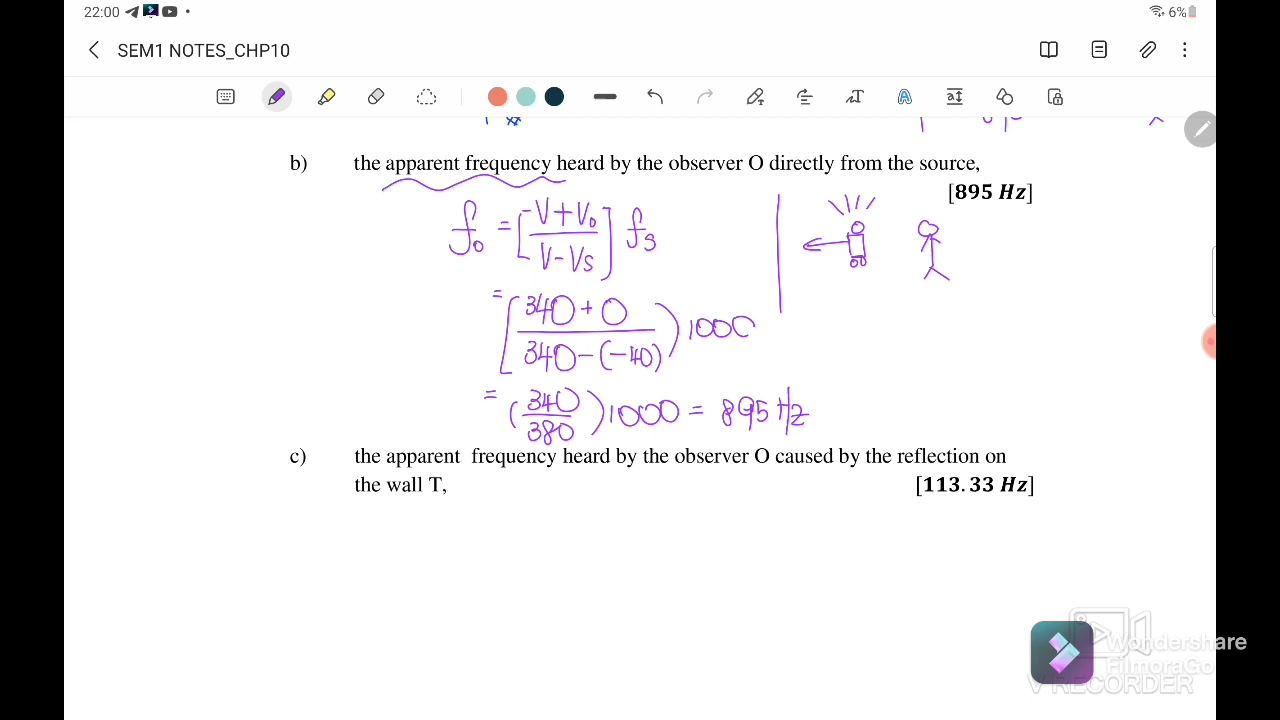 22:00 6%
SEM1 NOTES_CHP10
b) the apparent frequency heard by the observer O directly from the source,
[895 Hz]
fo = [V+Vo / V-Vs] fs
= [340+0 / 340-(-40)) 1000
= (340 / 380) 1000 = 895 Hz
c) the apparent frequency heard by the observer O caused by the reflection on
the wall T, [113.33 Hz]
Wondershare
FilmoraGo
V RECORDER